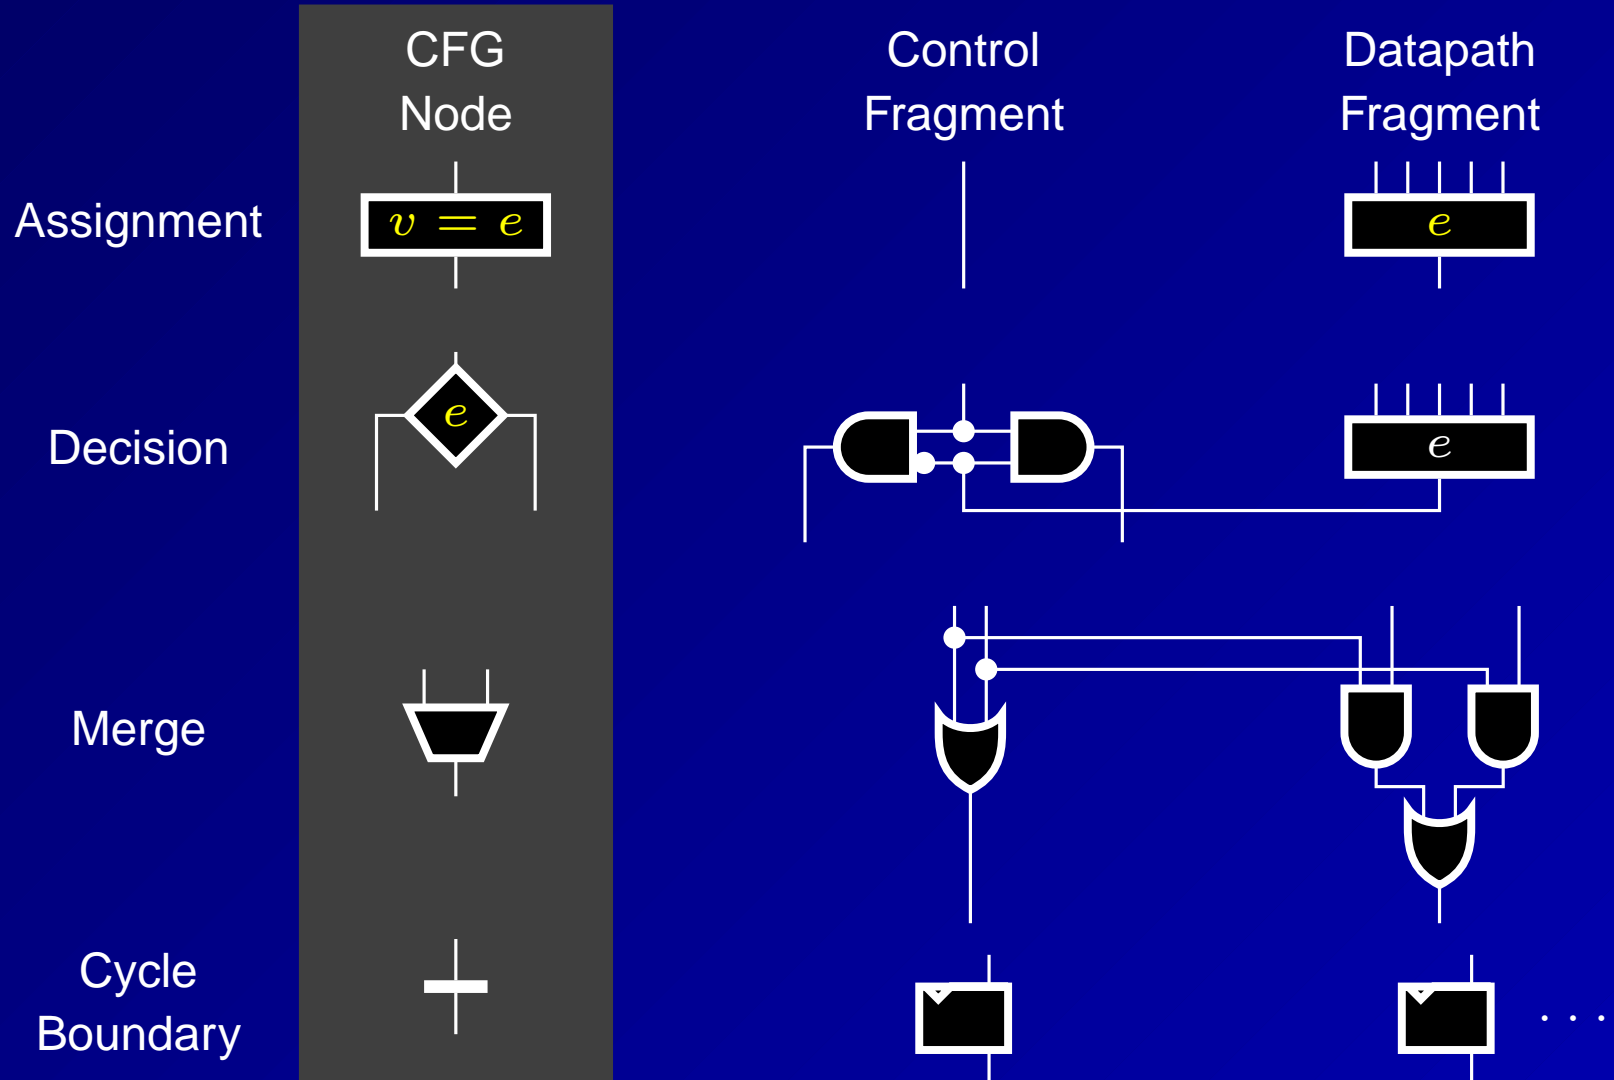 CFG
Node
Control
Fragment
Datapath
Fragment
Assignment
v = e
e
Decision
e
e
Merge
Cycle
Boundary
. . .